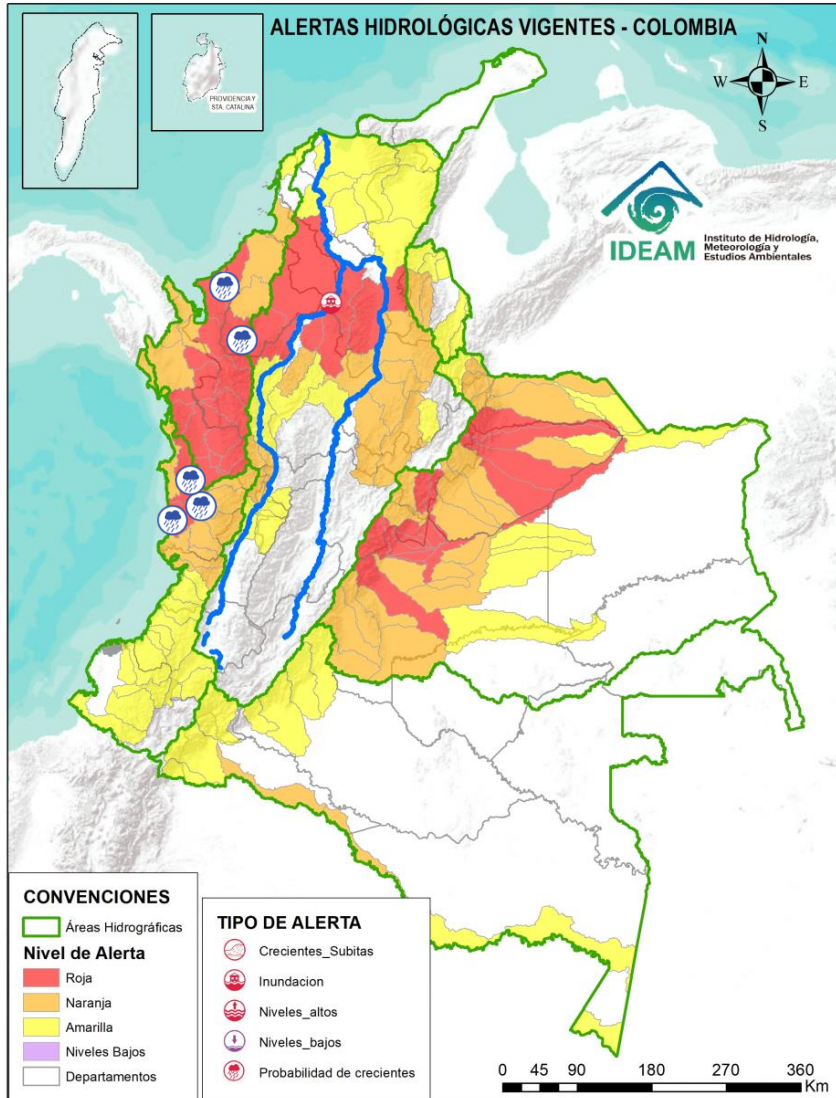 ALERTAS HIDROLÓGICAS VIGENTES - COLOMBIA
PROVIDENCIA Y
STA. CATALINA
N
W
E
S
IDEAM
Instituto de Hidrología,
Meteorología y
Estudios Ambientales
CONVENCIONES
Áreas Hidrográficas
Nivel de Alerta
Roja
Naranja
Amarilla
Niveles Bajos
Departamentos
TIPO DE ALERTA
Crecientes_Subitas
Inundacion
Niveles_altos
Niveles_bajos
Probabilidad de crecientes
0 45 90 180 270 360
Km